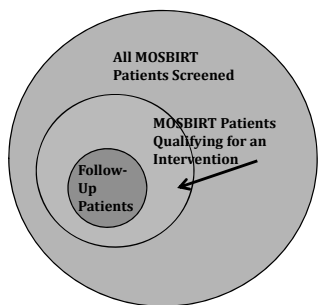 All MOSBIRT
Patients Screened
MOSBIRT Patients
Qualifying for an
Intervention
Follow-
Up
Patients